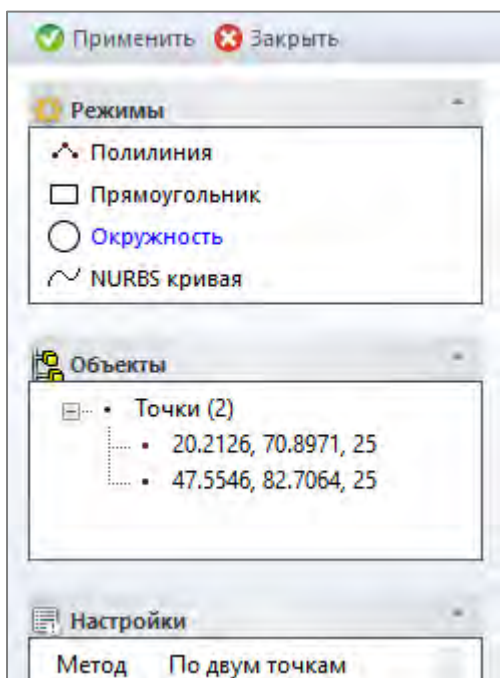 Применить Закрыть
Режимы
Полилиния
Прямоугольник
Окружность
NURBS кривая
Объекты
Точки (2)
20.2126, 70.8971, 25
47.5546, 82.7064, 25
Настройки
Метод По двум точкам